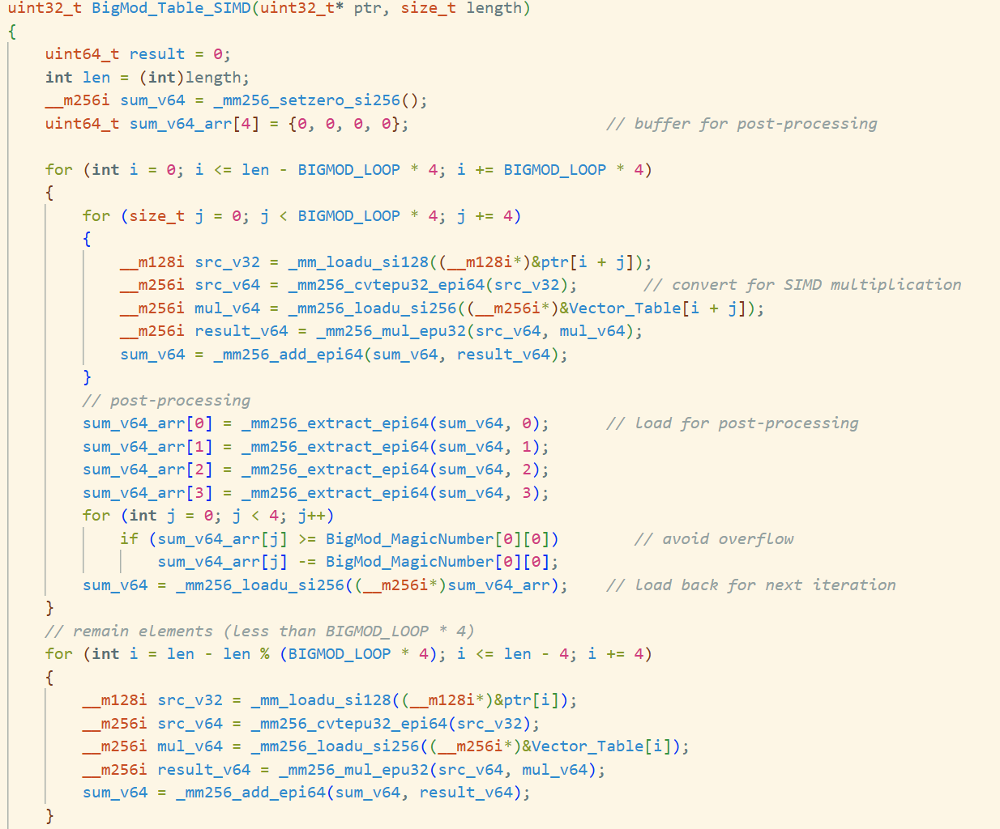 uint32_t BigMod_Table_SIMD(uint32_t* ptr, size_t length)
{
    uint64_t result = 0;
    int len = (int)length;
    __m256i sum_v64 = _mm256_setzero_si256();
    uint64_t sum_v64_arr[4] = {0, 0, 0, 0};                     // buffer for post-processing

    for (int i = 0; i <= len - BIGMOD_LOOP * 4; i += BIGMOD_LOOP * 4)
    {
        for (size_t j = 0; j < BIGMOD_LOOP * 4; j += 4)
        {
            __m128i src_v32 = _mm_loadu_si128((__m128i*)&ptr[i + j]);
            __m256i src_v64 = _mm256_cvtepu32_epi64(src_v32);       // convert for SIMD multiplication
            __m256i mul_v64 = _mm256_loadu_si256((__m256i*)&Vector_Table[i + j]);
            __m256i result_v64 = _mm256_mul_epu32(src_v64, mul_v64);
            sum_v64 = _mm256_add_epi64(sum_v64, result_v64);
        }
        // post-processing
        sum_v64_arr[0] = _mm256_extract_epi64(sum_v64, 0);      // load for post-processing
        sum_v64_arr[1] = _mm256_extract_epi64(sum_v64, 1);
        sum_v64_arr[2] = _mm256_extract_epi64(sum_v64, 2);
        sum_v64_arr[3] = _mm256_extract_epi64(sum_v64, 3);
        for (int j = 0; j < 4; j++)
            if (sum_v64_arr[j] >= BigMod_MagicNumber[0][0])        // avoid overflow
                sum_v64_arr[j] -= BigMod_MagicNumber[0][0];
        sum_v64 = _mm256_loadu_si256((__m256i*)sum_v64_arr);    // load back for next iteration
    }
    // remain elements (less than BIGMOD_LOOP * 4)
    for (int i = len - len % (BIGMOD_LOOP * 4); i <= len - 4; i += 4)
    {
        __m128i src_v32 = _mm_loadu_si128((__m128i*)&ptr[i]);
        __m256i src_v64 = _mm256_cvtepu32_epi64(src_v32);
        __m256i mul_v64 = _mm256_loadu_si256((__m256i*)&Vector_Table[i]);
        __m256i result_v64 = _mm256_mul_epu32(src_v64, mul_v64);
        sum_v64 = _mm256_add_epi64(sum_v64, result_v64);
    }